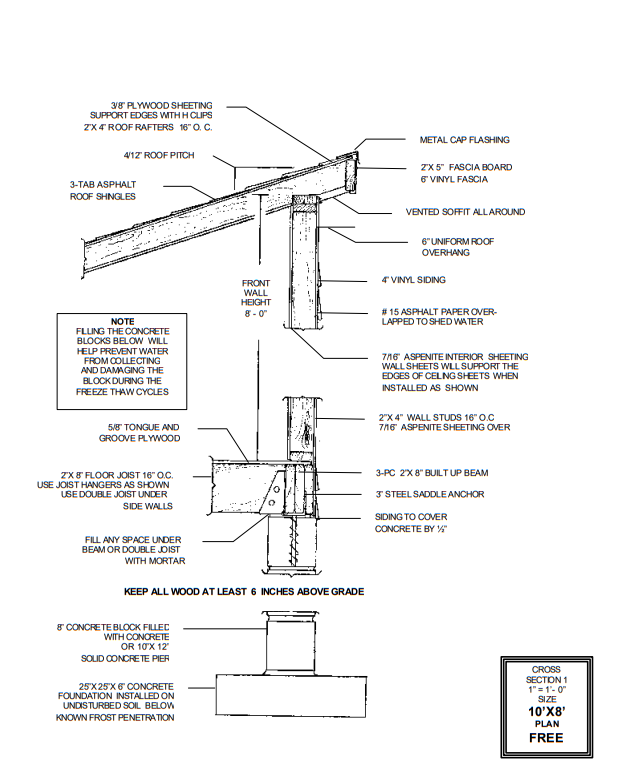 3/8" PLYWOOD SHEETING
SUPPORT EDGES WITH H CLIPS
2"X 4" ROOF RAFTERS 16" O. C.
4/12" ROOF PITCH
3-TAB ASPHALT
ROOF SHINGLES
METAL CAP FLASHING
2"X 5" FASCIA BOARD
6" VINYL FASCIA
VENTED SOFFIT ALL AROUND
6" UNIFORM ROOF
OVERHANG
FRONT
WALL
HEIGHT
8' - 0"
4" VINYL SIDING
# 15 ASPHALT PAPER OVER-
LAPPED TO SHED WATER
NOTE
FILLING THE CONCRETE
BLOCKS BELOW WILL
HELP PREVENT WATER
FROM COLLECTING
AND DAMAGING THE
BLOCK DURING THE
FREEZE THAW CYCLES
7/16" ASPENITE INTERIOR SHEETING
WALL SHEETS WILL SUPPORT THE
EDGES OF CEILING SHEETS WHEN
INSTALLED AS SHOWN
5/8" TONGUE AND
GROOVE PLYWOOD
2"X 4" WALL STUDS 16" O.C
7/16" ASPENITE SHEETING OVER
2"X 8" FLOOR JOIST 16" O.C.
USE JOIST HANGERS AS SHOWN
USE DOUBLE JOIST UNDER
SIDE WALLS
3-PC 2"X 8" BUILT UP BEAM
3" STEEL SADDLE ANCHOR
SIDING TO COVER
CONCRETE BY ½"
FILL ANY SPACE UNDER
BEAM OR DOUBLE JOIST
WITH MORTAR
KEEP ALL WOOD AT LEAST 6 INCHES ABOVE GRADE
8" CONCRETE BLOCK FILLED
WITH CONCRETE
OR 10"X 12"
SOLID CONCRETE PIER
25"X 25"X 6" CONCRETE
FOUNDATION INSTALLED ON
UNDISTURBED SOIL BELOW
KNOWN FROST PENETRATION
CROSS
SECTION 1
1" = 1'- 0"
SIZE
10'X8'
PLAN
FREE